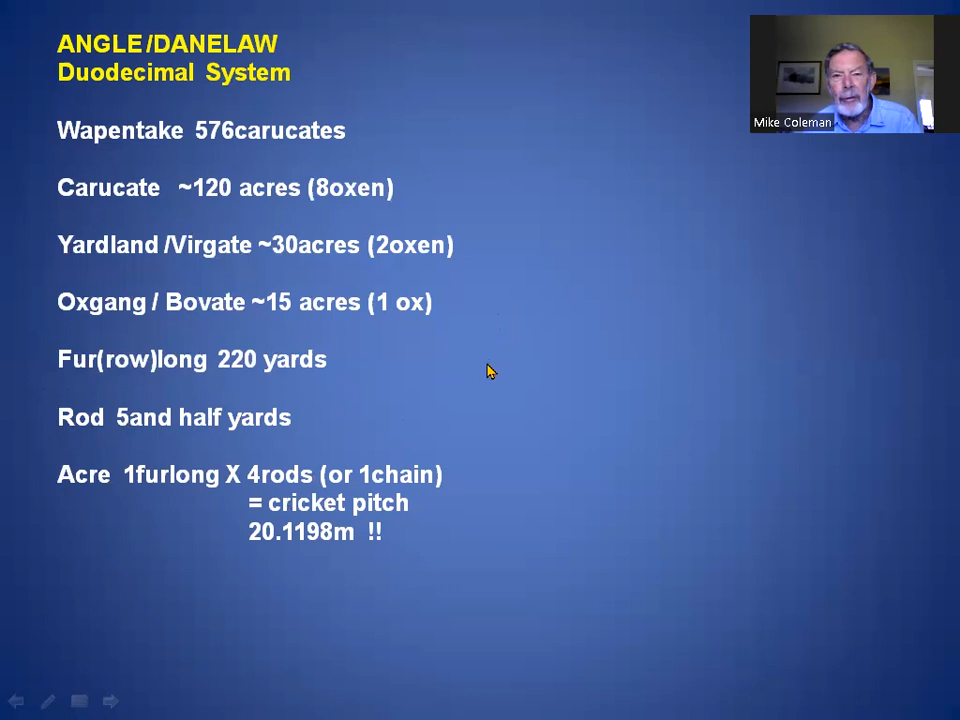 ANGLE/DANELAW
Duodecimal System
Wapentake 576carucates
Carucate ~120 acres (8oxen)
Yardland /Virgate ~30acres (2oxen)
Oxgang / Bovate ~15 acres (1 ox)
Fur(row)long 220 yards
Rod 5and half yards
Acre 1furlong X 4rods (or 1chain)
= cricket pitch
20.1198m !!
Mike Coleman